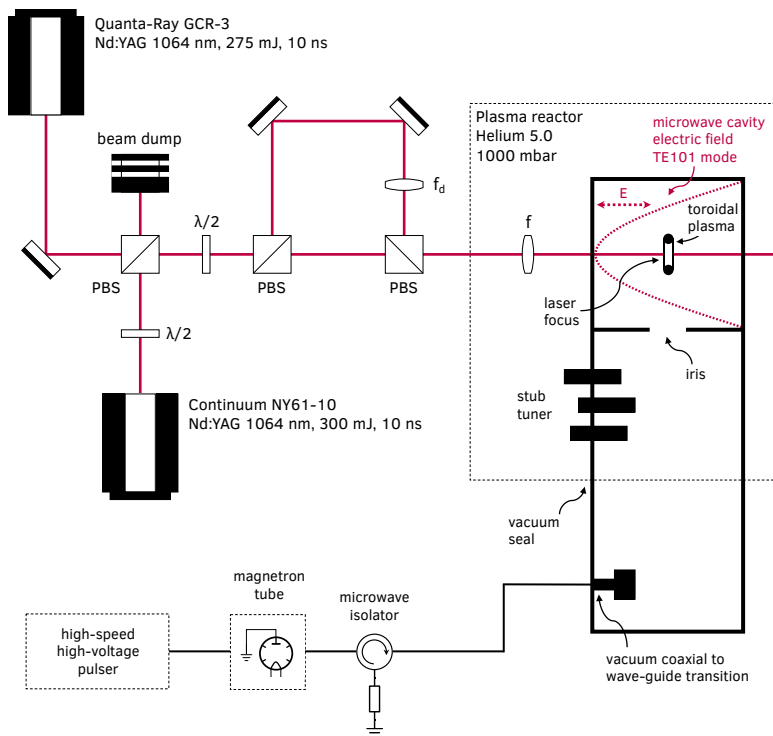 Quanta-Ray GCR-3
Nd:YAG 1064 nm, 275 mJ, 10 ns
beam dump
λ/2
PBS
PBS
PBS
f_d
λ/2
Continuum NY61-10
Nd:YAG 1064 nm, 300 mJ, 10 ns
Plasma reactor
Helium 5.0
1000 mbar
microwave cavity
electric field
TE101 mode
E
toroidal
plasma
f
laser
focus
iris
stub
tuner
vacuum
seal
magnetron
tube
microwave
isolator
high-speed
high-voltage
pulser
vacuum coaxial to
wave-guide transition